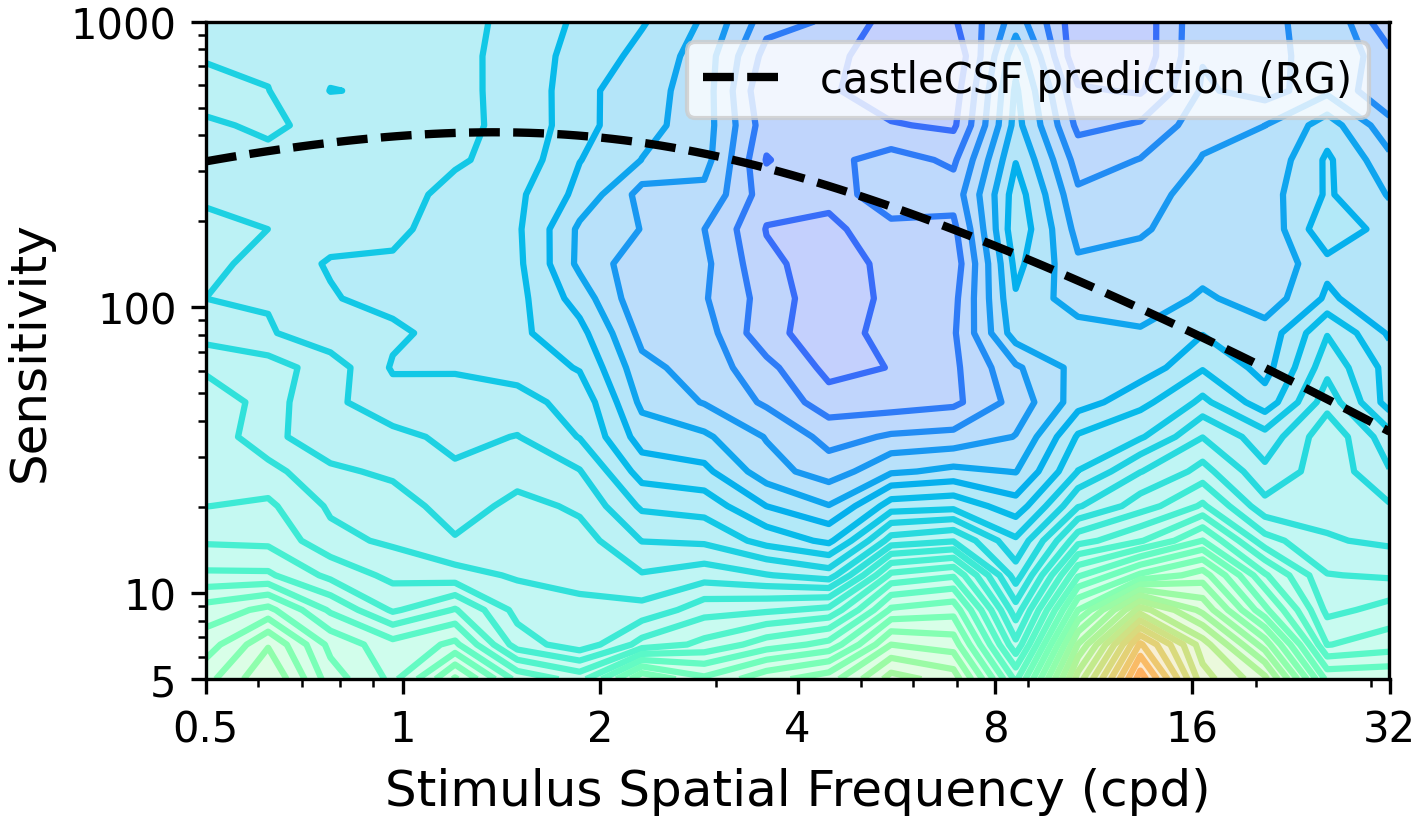 1000
castleCSF prediction (RG)
100
Sensitivity
10
5
0.5 1 2 4 8 16 32
Stimulus Spatial Frequency (cpd)